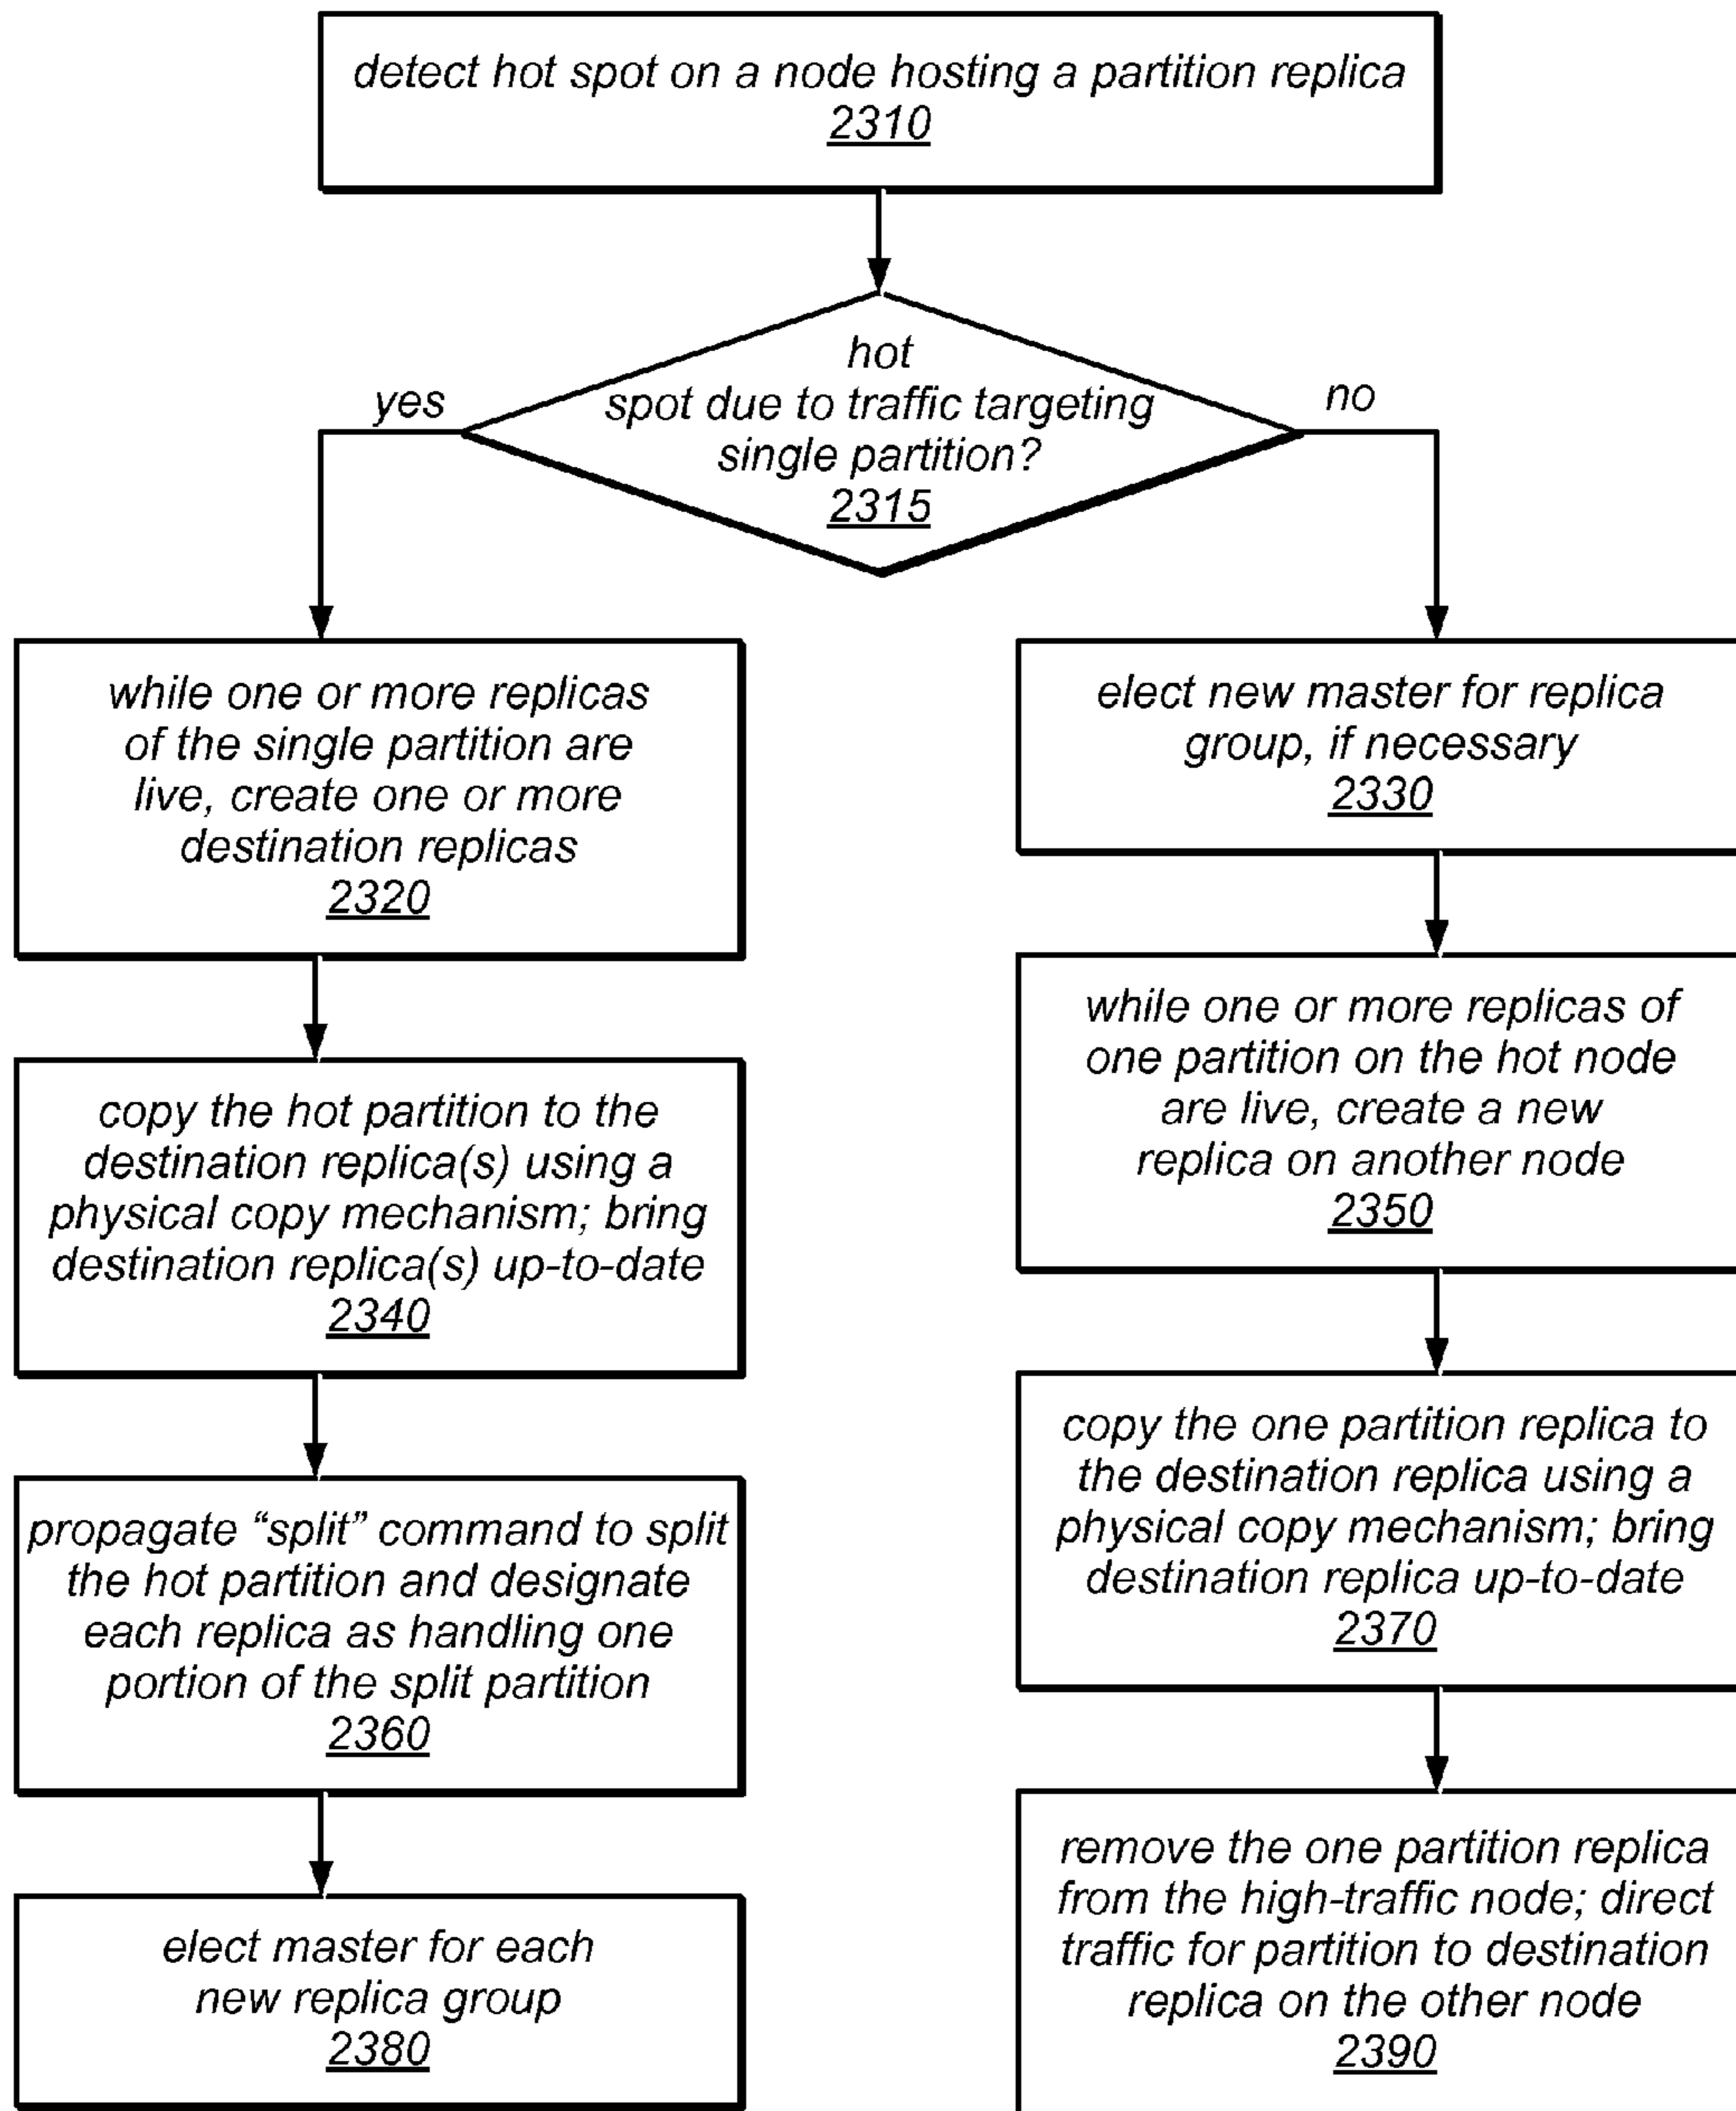 detect hot spot on a node hosting a partition replica
2310
hot
spot due to traffic targeting
single partition?
2315
yes
no
while one or more replicas
of the single partition are
live, create one or more
destination replicas
2320
copy the hot partition to the
destination replica(s) using a
physical copy mechanism; bring
destination replica(s) up-to-date
2340
propagate “split” command to split
the hot partition and designate
each replica as handling one
portion of the split partition
2360
elect master for each
new replica group
2380
elect new master for replica
group, if necessary
2330
while one or more replicas of
one partition on the hot node
are live, create a new
replica on another node
2350
copy the one partition replica to
the destination replica using a
physical copy mechanism; bring
destination replica up-to-date
2370
remove the one partition replica
from the high-traffic node; direct
traffic for partition to destination
replica on the other node
2390